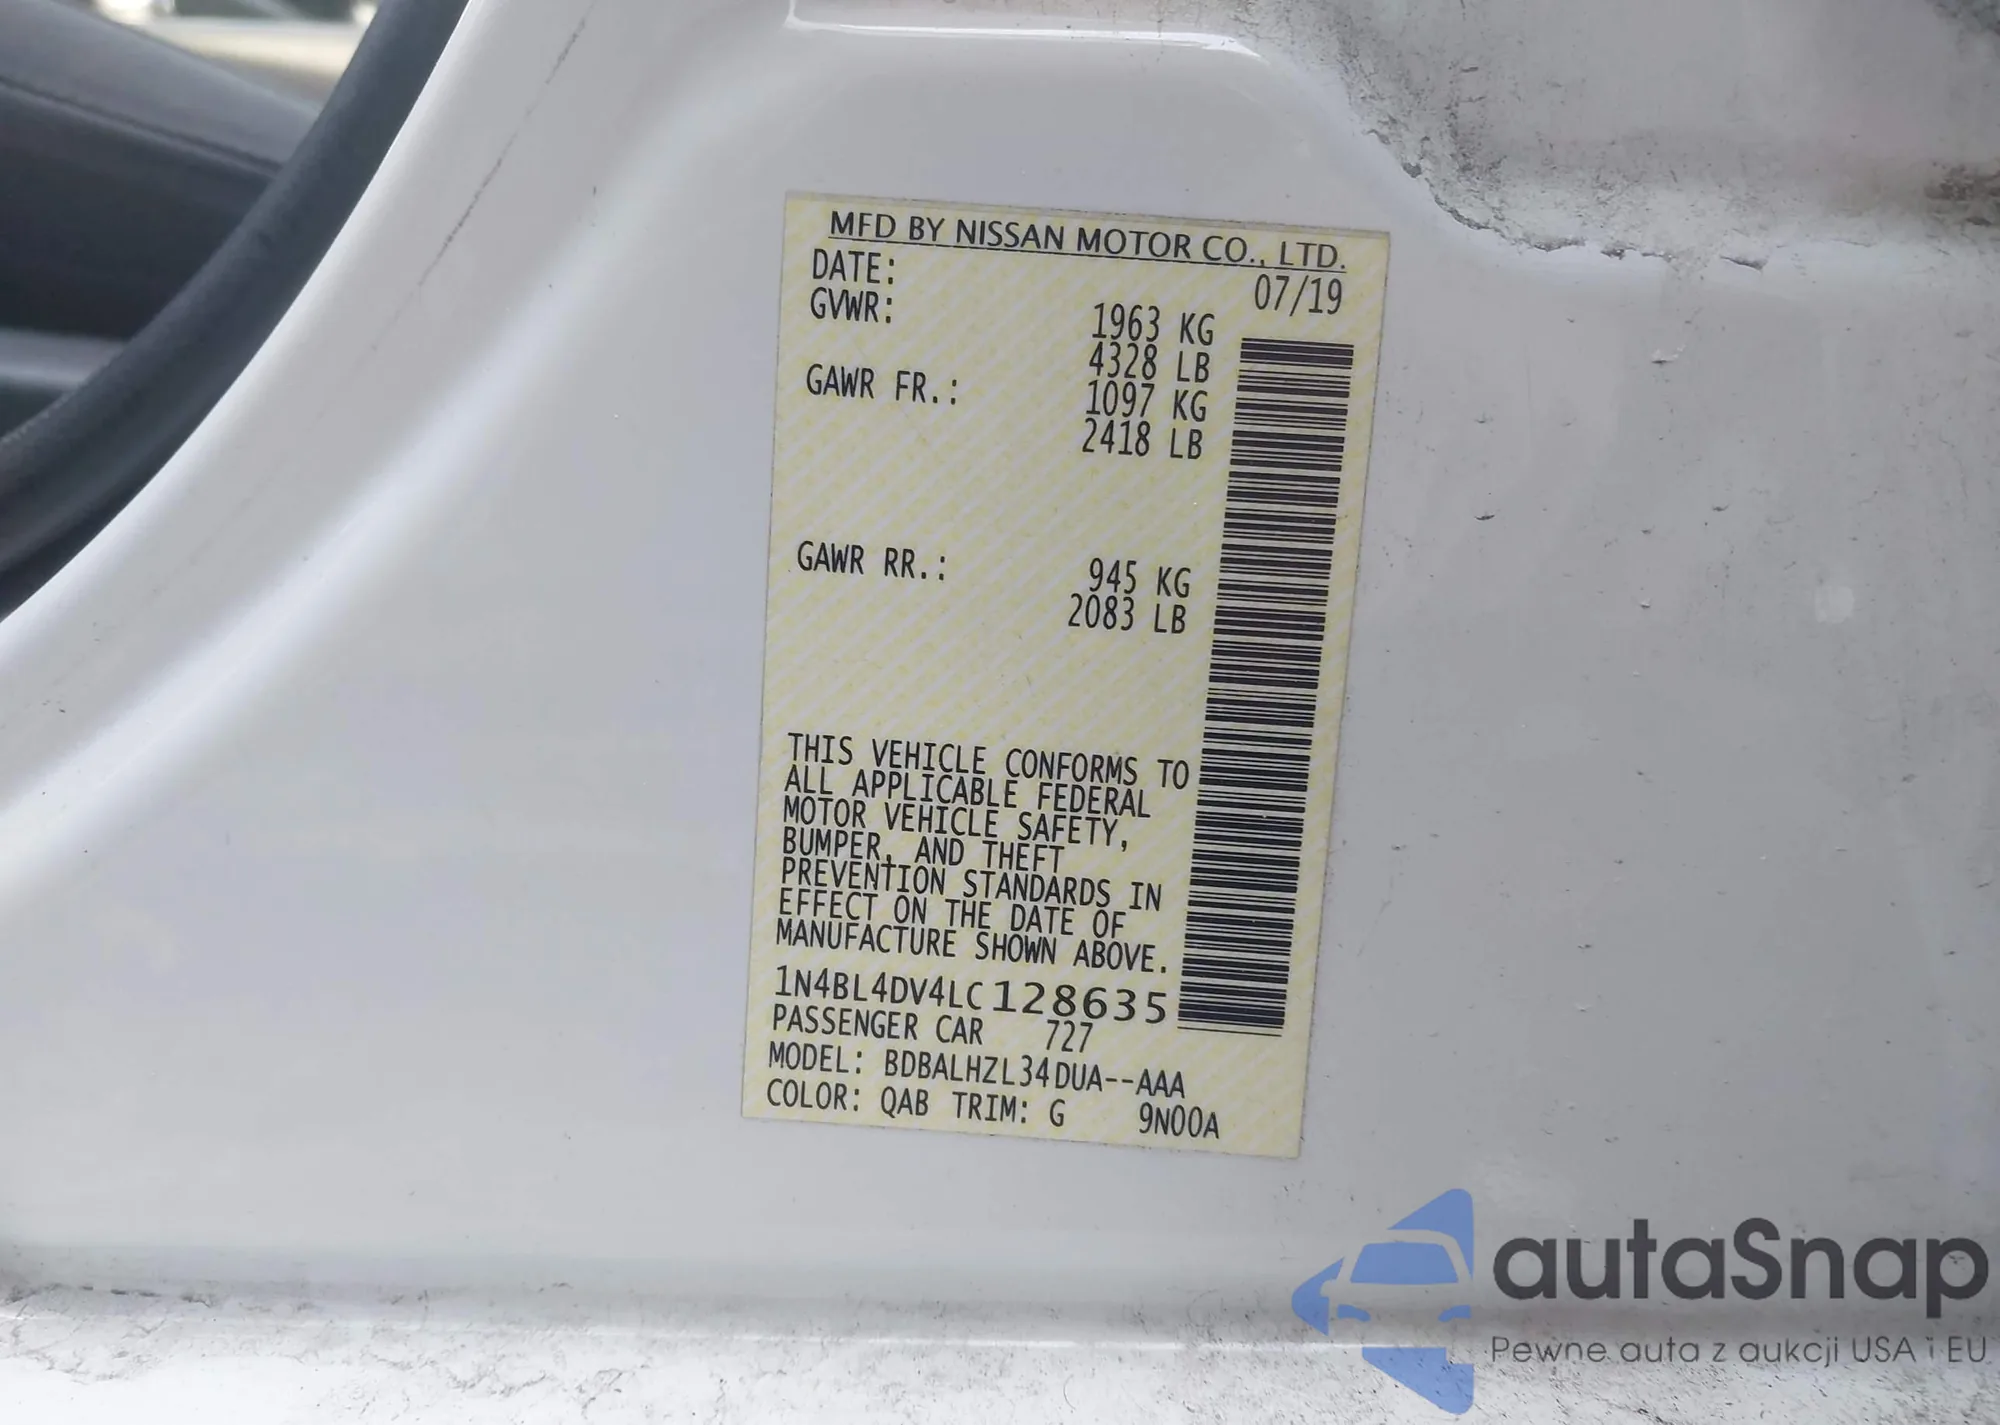 MFD BY NISSAN MOTOR CO., LTD.
DATE: 07/19
GVWR: 1963 KG
4328 LB
GAWR FR.: 1097 KG
2418 LB
GAWR RR.: 945 KG
2083 LB
THIS VEHICLE CONFORMS TO
ALL APPLICABLE FEDERAL
MOTOR VEHICLE SAFETY,
BUMPER, AND THEFT
PREVENTION STANDARDS IN
EFFECT ON THE DATE OF
MANUFACTURE SHOWN ABOVE.
1N4BL4DV4LC128635
PASSENGER CAR 727
MODEL: BDBALHZL34DUA--AAA
COLOR: QAB TRIM: G 9N00A
autaSnap
Pewne auta z aukcji USA i EU